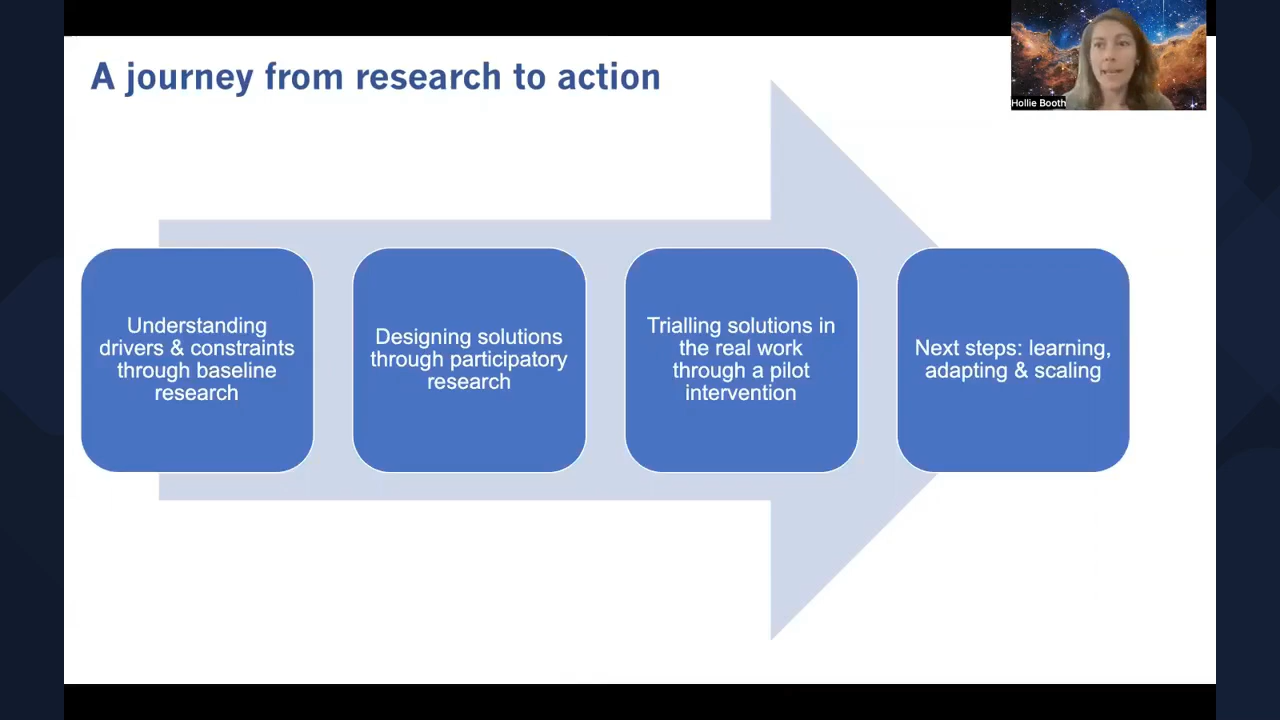 A journey from research to action
Hollie Booth
Understanding
drivers & constraints
through baseline
research
Designing solutions
through participatory
research
Trialling solutions in
the real work
through a pilot
intervention
Next steps: learning,
adapting & scaling